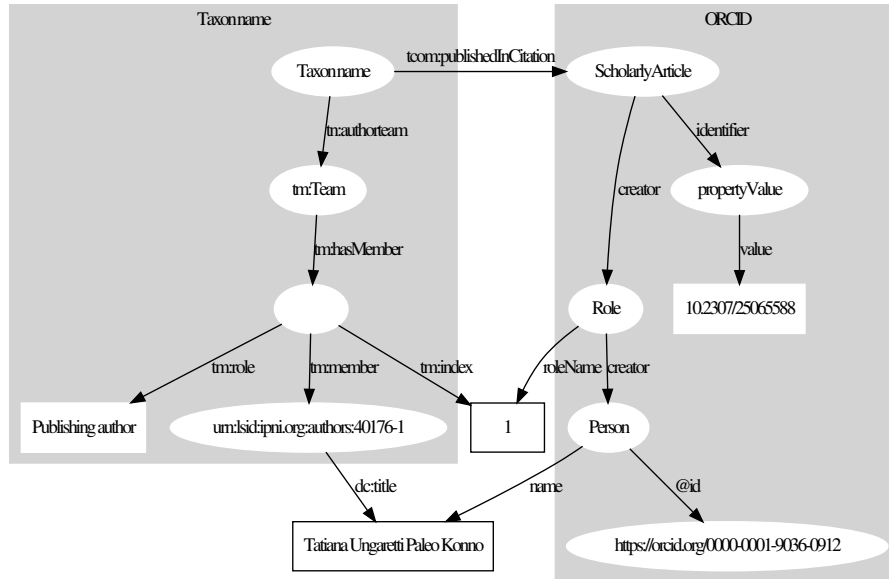 Taxon name
ORCID
Taxon name
tcom:publishedInCitation
ScholarlyArticle
tn:authorteam
identifier
tm:Team
creator
propertyValue
tm:hasMember
value
Role
10.2307/25065588
tm:role
tm:member
tm:index
roleName
creator
Publishing author
urn:lsid:ipni.org:authors:40176-1
1
Person
dc:title
name
@id
Tatiana Ungaretti Paleo Konno
https://orcid.org/0000-0001-9036-0912